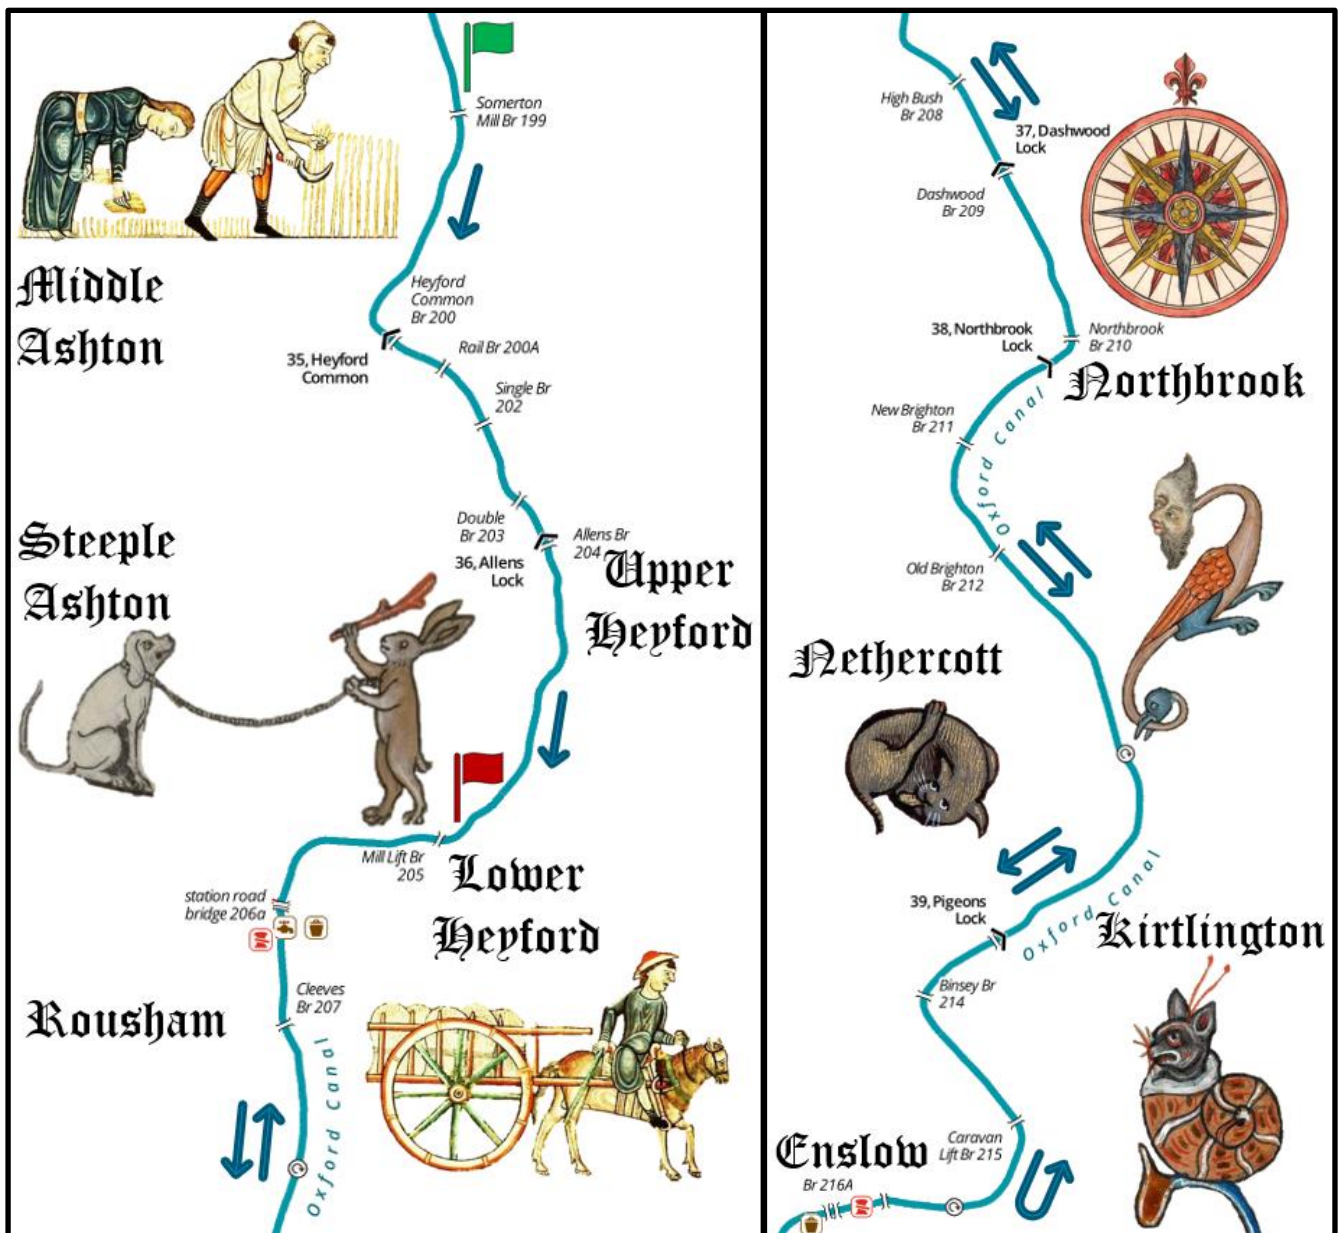 Somerton
Mill Br 199
Middle
Ashton
Heyford
Common
Br 200
35, Heyford
Common
Rail Br 200A
Single Br
202
Steeple
Ashton
Double
Br 203
36, Allens
Lock
Allens Br
204
Upper
Heyford
Mill Lift Br
205
Lower
Heyford
station road
bridge 206a
Rousham
Cleeves
Br 207
Oxford Canal
High Bush
Br 208
37, Dashwood
Lock
Dashwood
Br 209
38, Northbrook
Lock
Northbrook
Br 210
Northbrook
New Brighton
Br 211
Oxford Canal
Old Brighton
Br 212
Nethercott
39, Pigeons
Lock
Oxford Canal
Kirtlington
Binsey Br
214
Enslow
Caravan
Lift Br 215
Br 216A